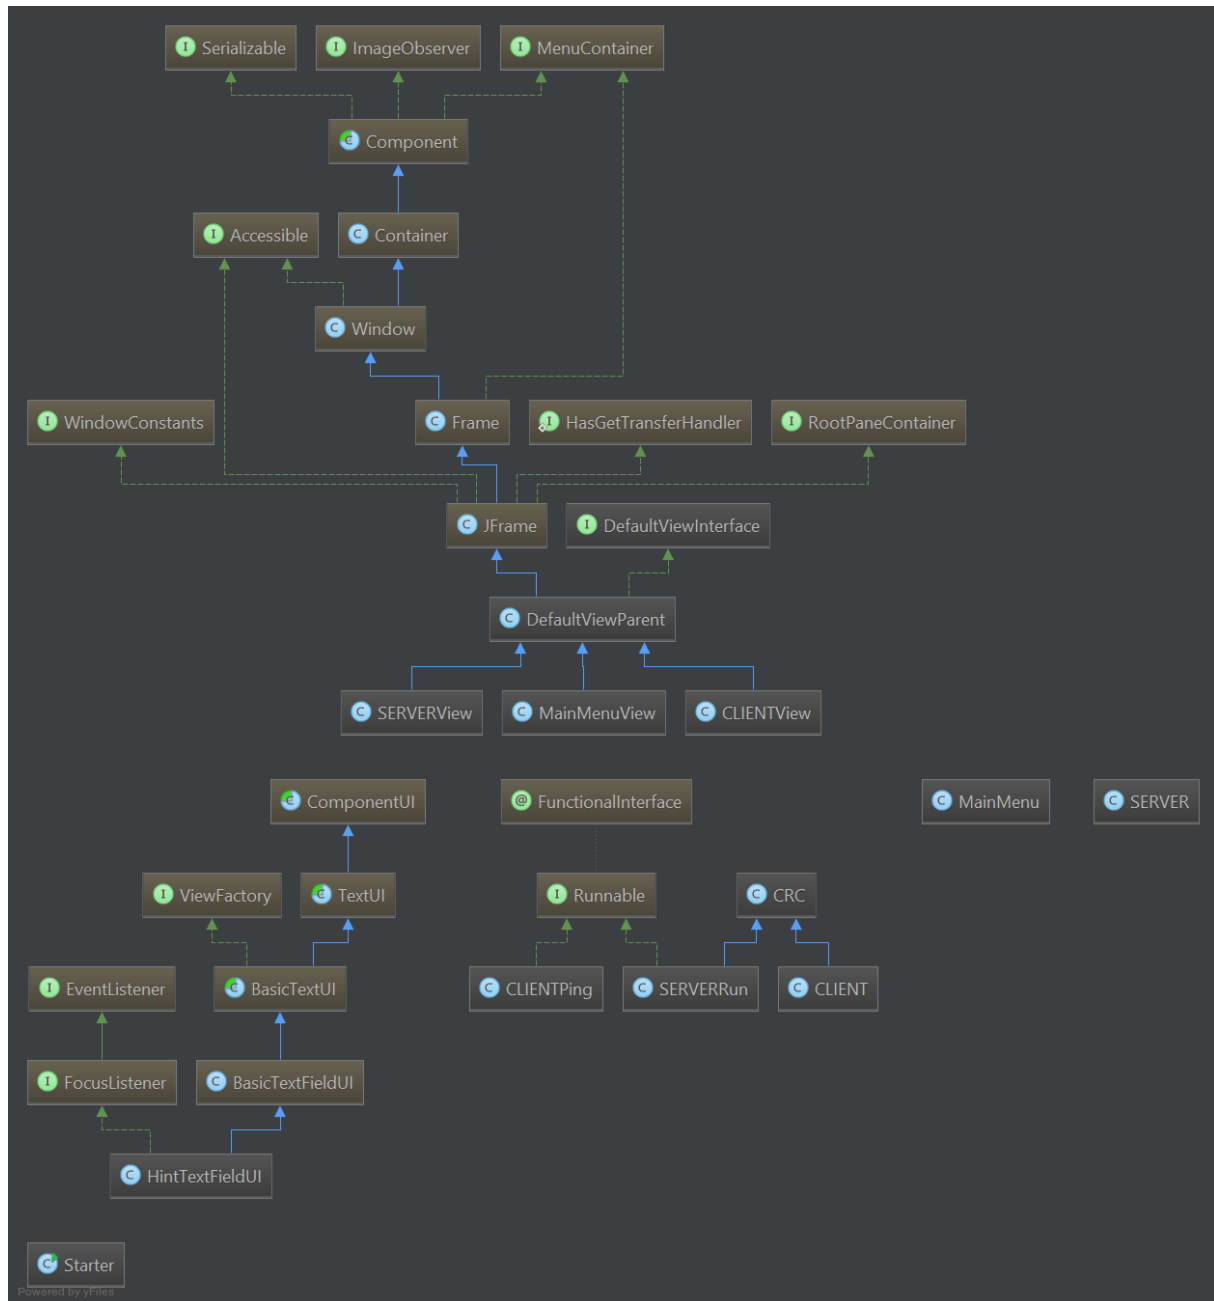 Serializable
ImageObserver
MenuContainer
Component
Accessible
Container
Window
WindowConstants
Frame
HasGetTransferHandler
RootPaneContainer
JFrame
DefaultViewInterface
DefaultViewParent
SERVERView
MainMenuView
CLIENTView
ComponentUI
@ FunctionalInterface
MainMenu
SERVER
ViewFactory
TextUI
Runnable
CRC
EventListener
BasicTextUI
CLIENTPing
SERVERRun
CLIENT
FocusListener
BasicTextFieldUI
HintTextFieldUI
Starter
Powered by yFiles